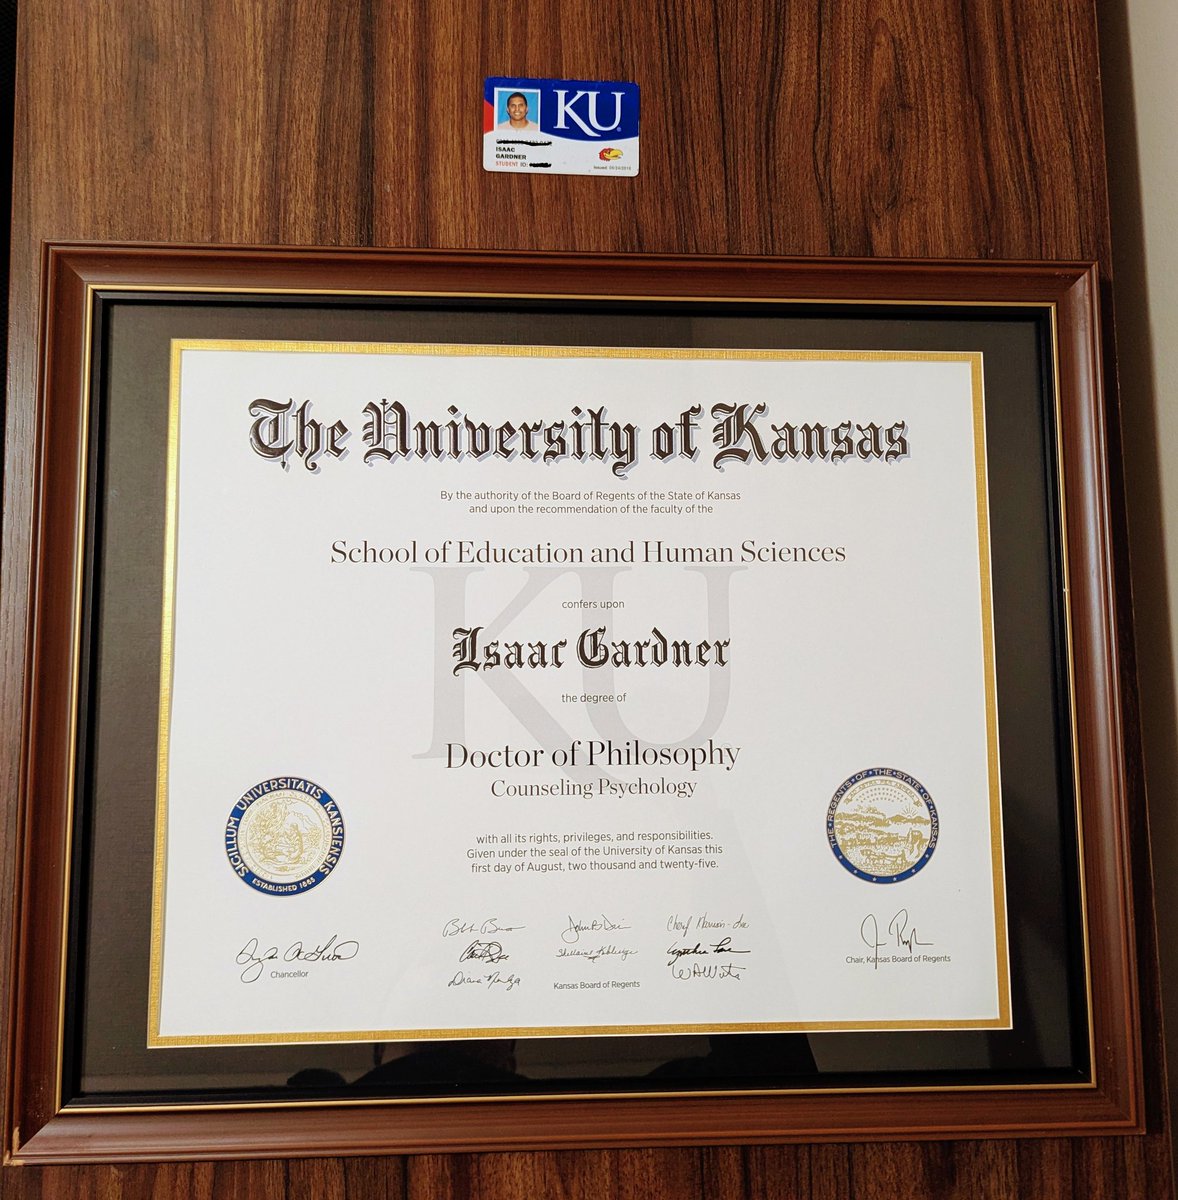 KU
ISAAC
GARDNER
STUDENT ID:
Issued: 08/24/2018
The University of Kansas
By the authority of the Board of Regents of the State of Kansas
and upon the recommendation of the faculty of the
School of Education and Human Sciences
KU
confers upon
Isaac Gardner
the degree of
Doctor of Philosophy
Counseling Psychology
SIGILLUM UNIVERSITATIS KANSIENSIS
ESTABLISHED 1865
THE REGENTS OF THE STATE OF KANSAS
with all its rights, privileges, and responsibilities.
Given under the seal of the University of Kansas this
first day of August, two thousand and twenty-five.
Chancellor
Kansas Board of Regents
Chair, Kansas Board of Regents